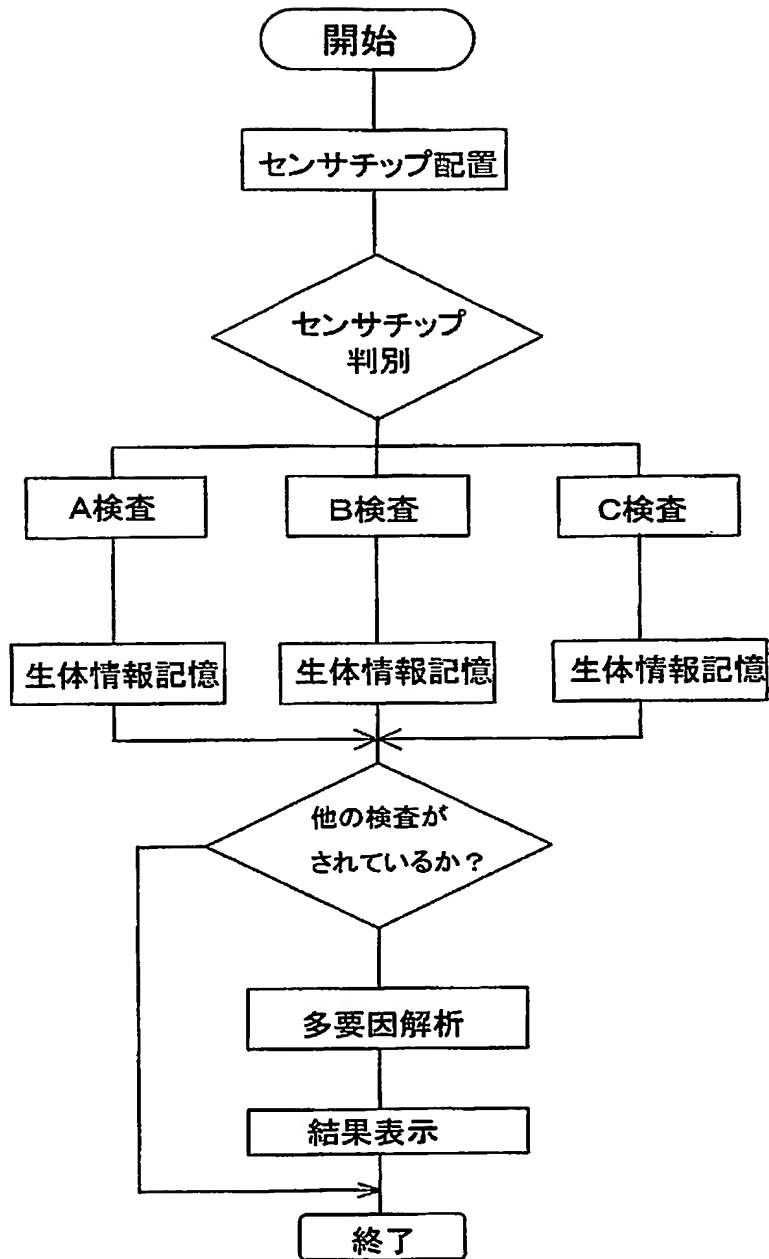 開始
センサチップ配置
センサチップ
判別
A検査
B検査
C検査
生体情報記憶
生体情報記憶
生体情報記憶
他の検査が
されているか？
多要因解析
結果表示
終了